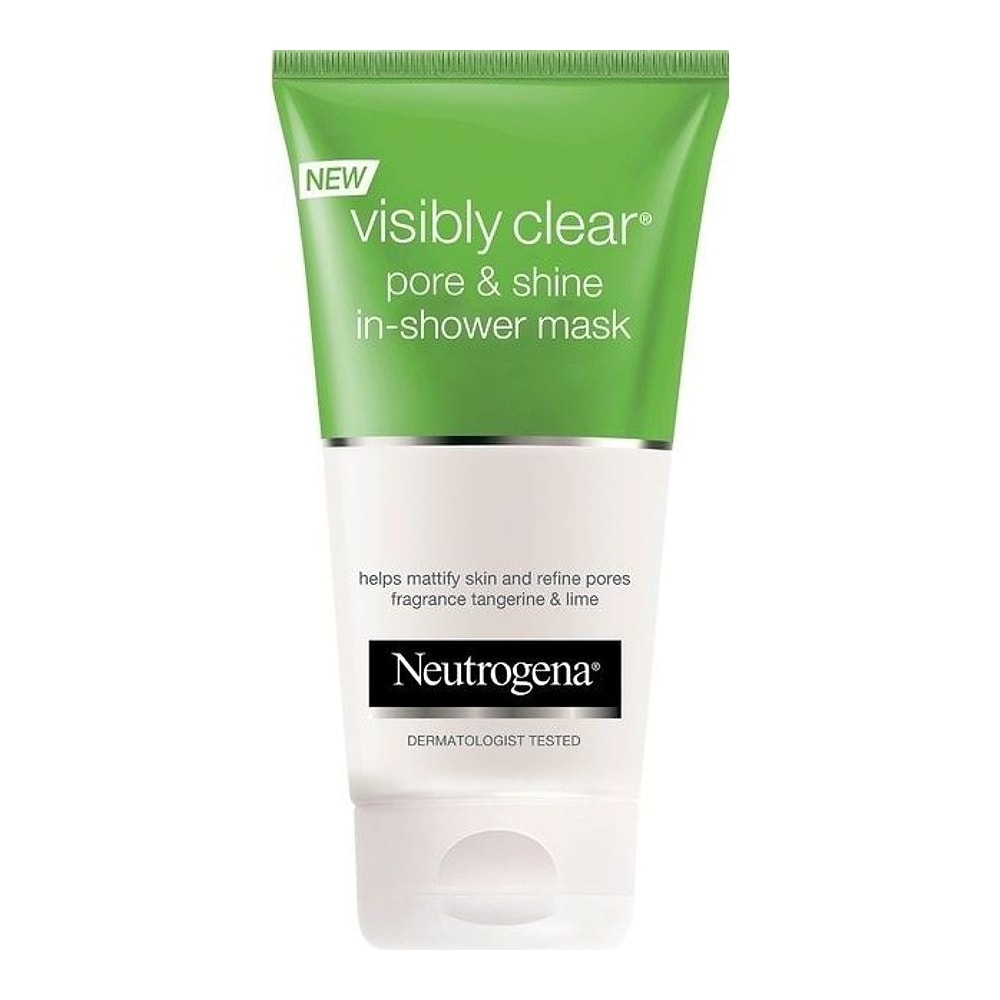 NEW
visibly clear®
pore & shine
in-shower mask
helps mattify skin and refine pores
fragrance tangerine & lime
Neutrogena®
DERMATOLOGIST TESTED